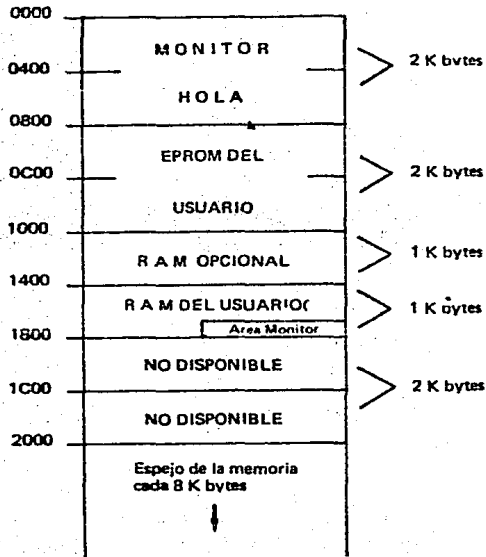 0000
MONITOR
2 K bytes
0400
HOLA
0800
EPROM DEL
0C00
2 K bytes
USUARIO
1000
RAM OPCIONAL
1 K bytes
1400
RAM DEL USUARIO
1 K bytes
Area Monitor
1800
NO DISPONIBLE
1C00
2 K bytes
NO DISPONIBLE
2000
Espejo de la memoria
cada 8 K bytes